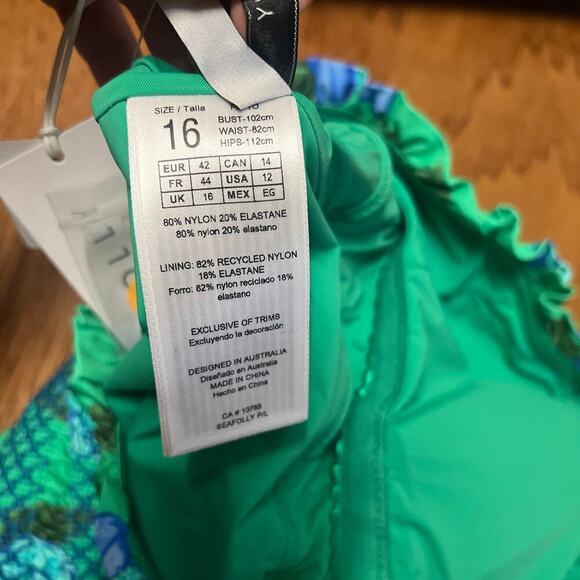 SIZE / Talla
16
BUST-102cm
WAIST-82cm
HIPS-112cm
EUR 42 CAN 14
FR 44 USA 12
UK 16 MEX EG
80% NYLON 20% ELASTANE
80% nylon 20% elastano
LINING: 82% RECYCLED NYLON
18% ELASTANE
Forro: 82% nylon reciclado 18%
elastano
EXCLUSIVE OF TRIMS
Excluyendo la decoración
DESIGNED IN AUSTRALIA
Diseñado en Australia
MADE IN CHINA
Hecho en China
CA # 10765
SEAFOLLY P/L
Y